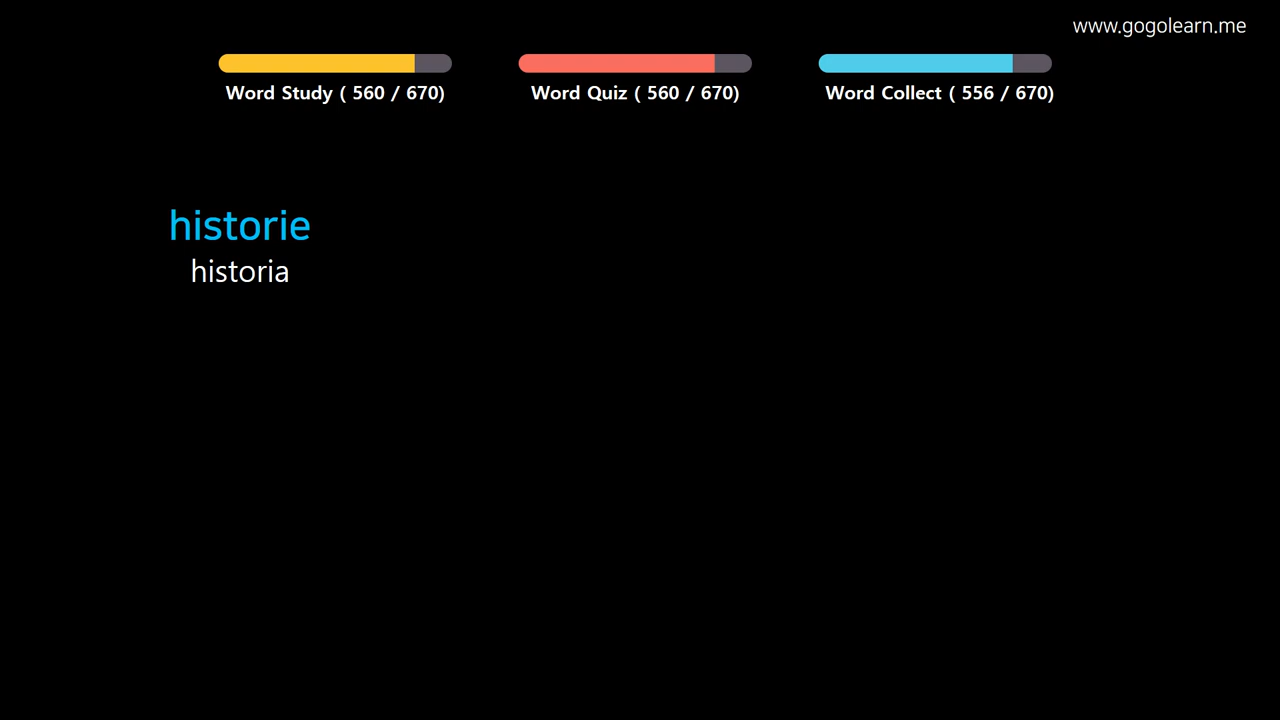 www.gogolearn.me
Word Study ( 560 / 670)
Word Quiz ( 560 / 670)
Word Collect ( 556 / 670)
historie
historia